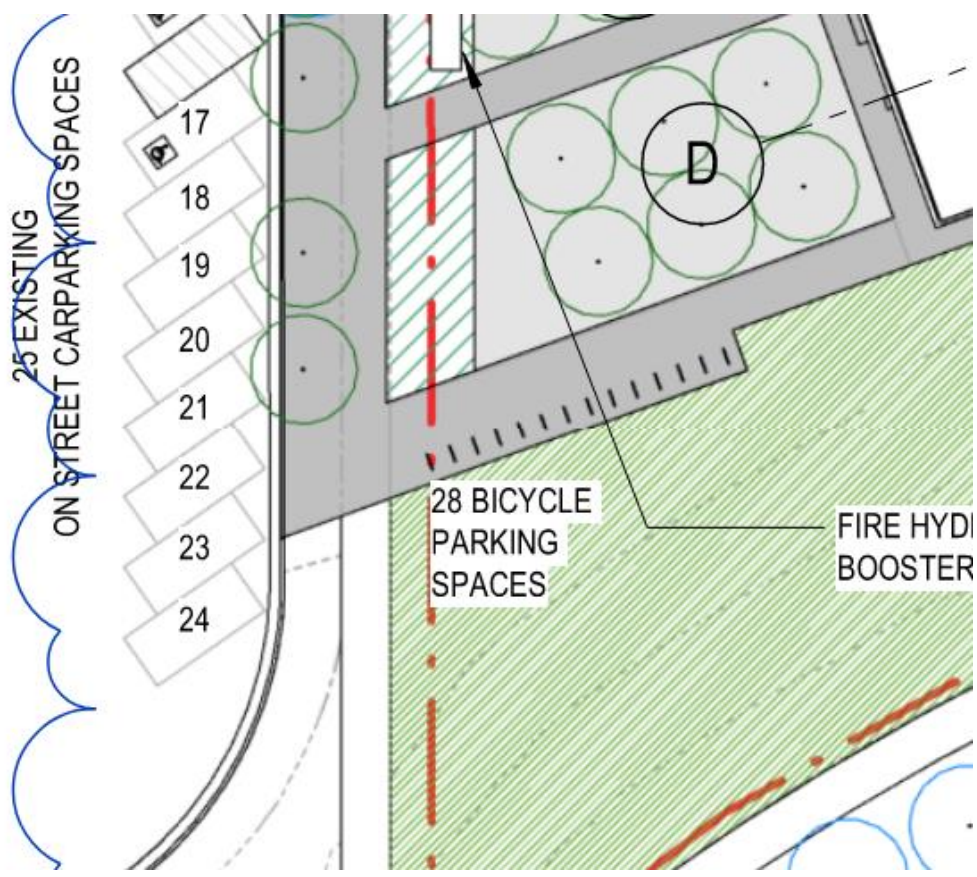 25 EXISTING
ON STREET CARPARKING SPACES
17
18
19
20
21
22
23
24
D
28 BICYCLE
PARKING
SPACES
FIRE HYD
BOOSTER